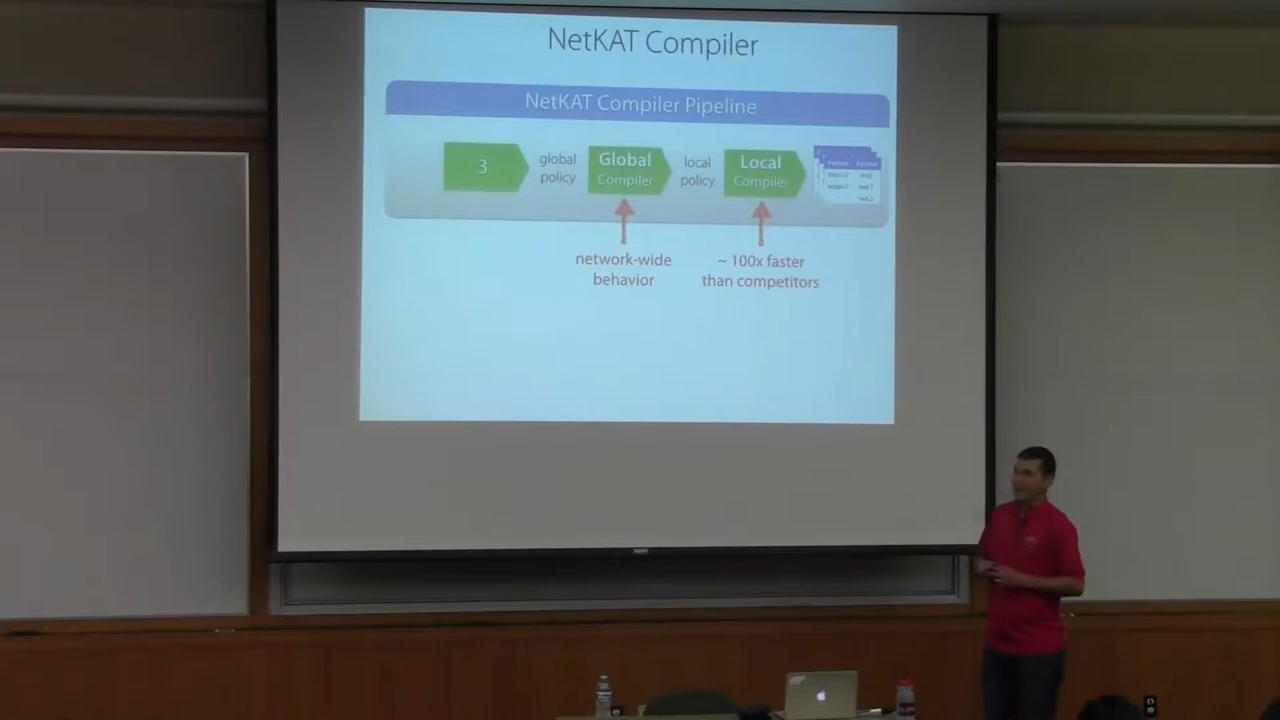 NetKAT Compiler
NetKAT Compiler Pipeline
3
global
policy
Global
Compiler
local
policy
Local
Compiler
network-wide
behavior
~ 100x faster
than competitors